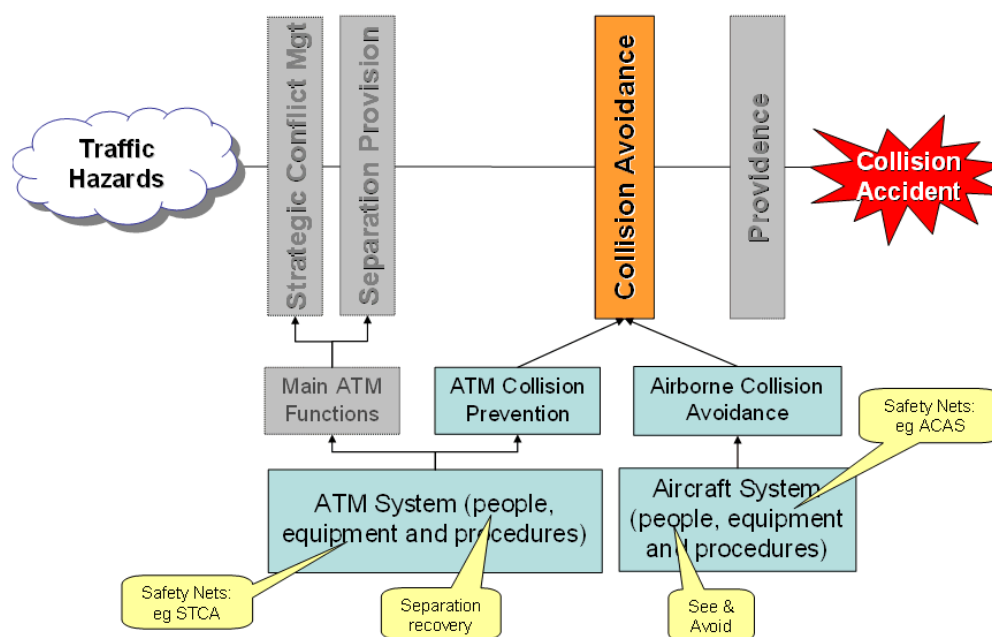 Traffic
Hazards
Strategic Conflict Mgt
Separation Provision
Collision Avoidance
Providence
Collision
Accident
Main ATM
Functions
ATM Collision
Prevention
Airborne Collision
Avoidance
Safety Nets:
eg ACAS
ATM System (people,
equipment and procedures)
Aircraft System
(people, equipment
and procedures)
Safety Nets:
eg STCA
Separation
recovery
See &
Avoid